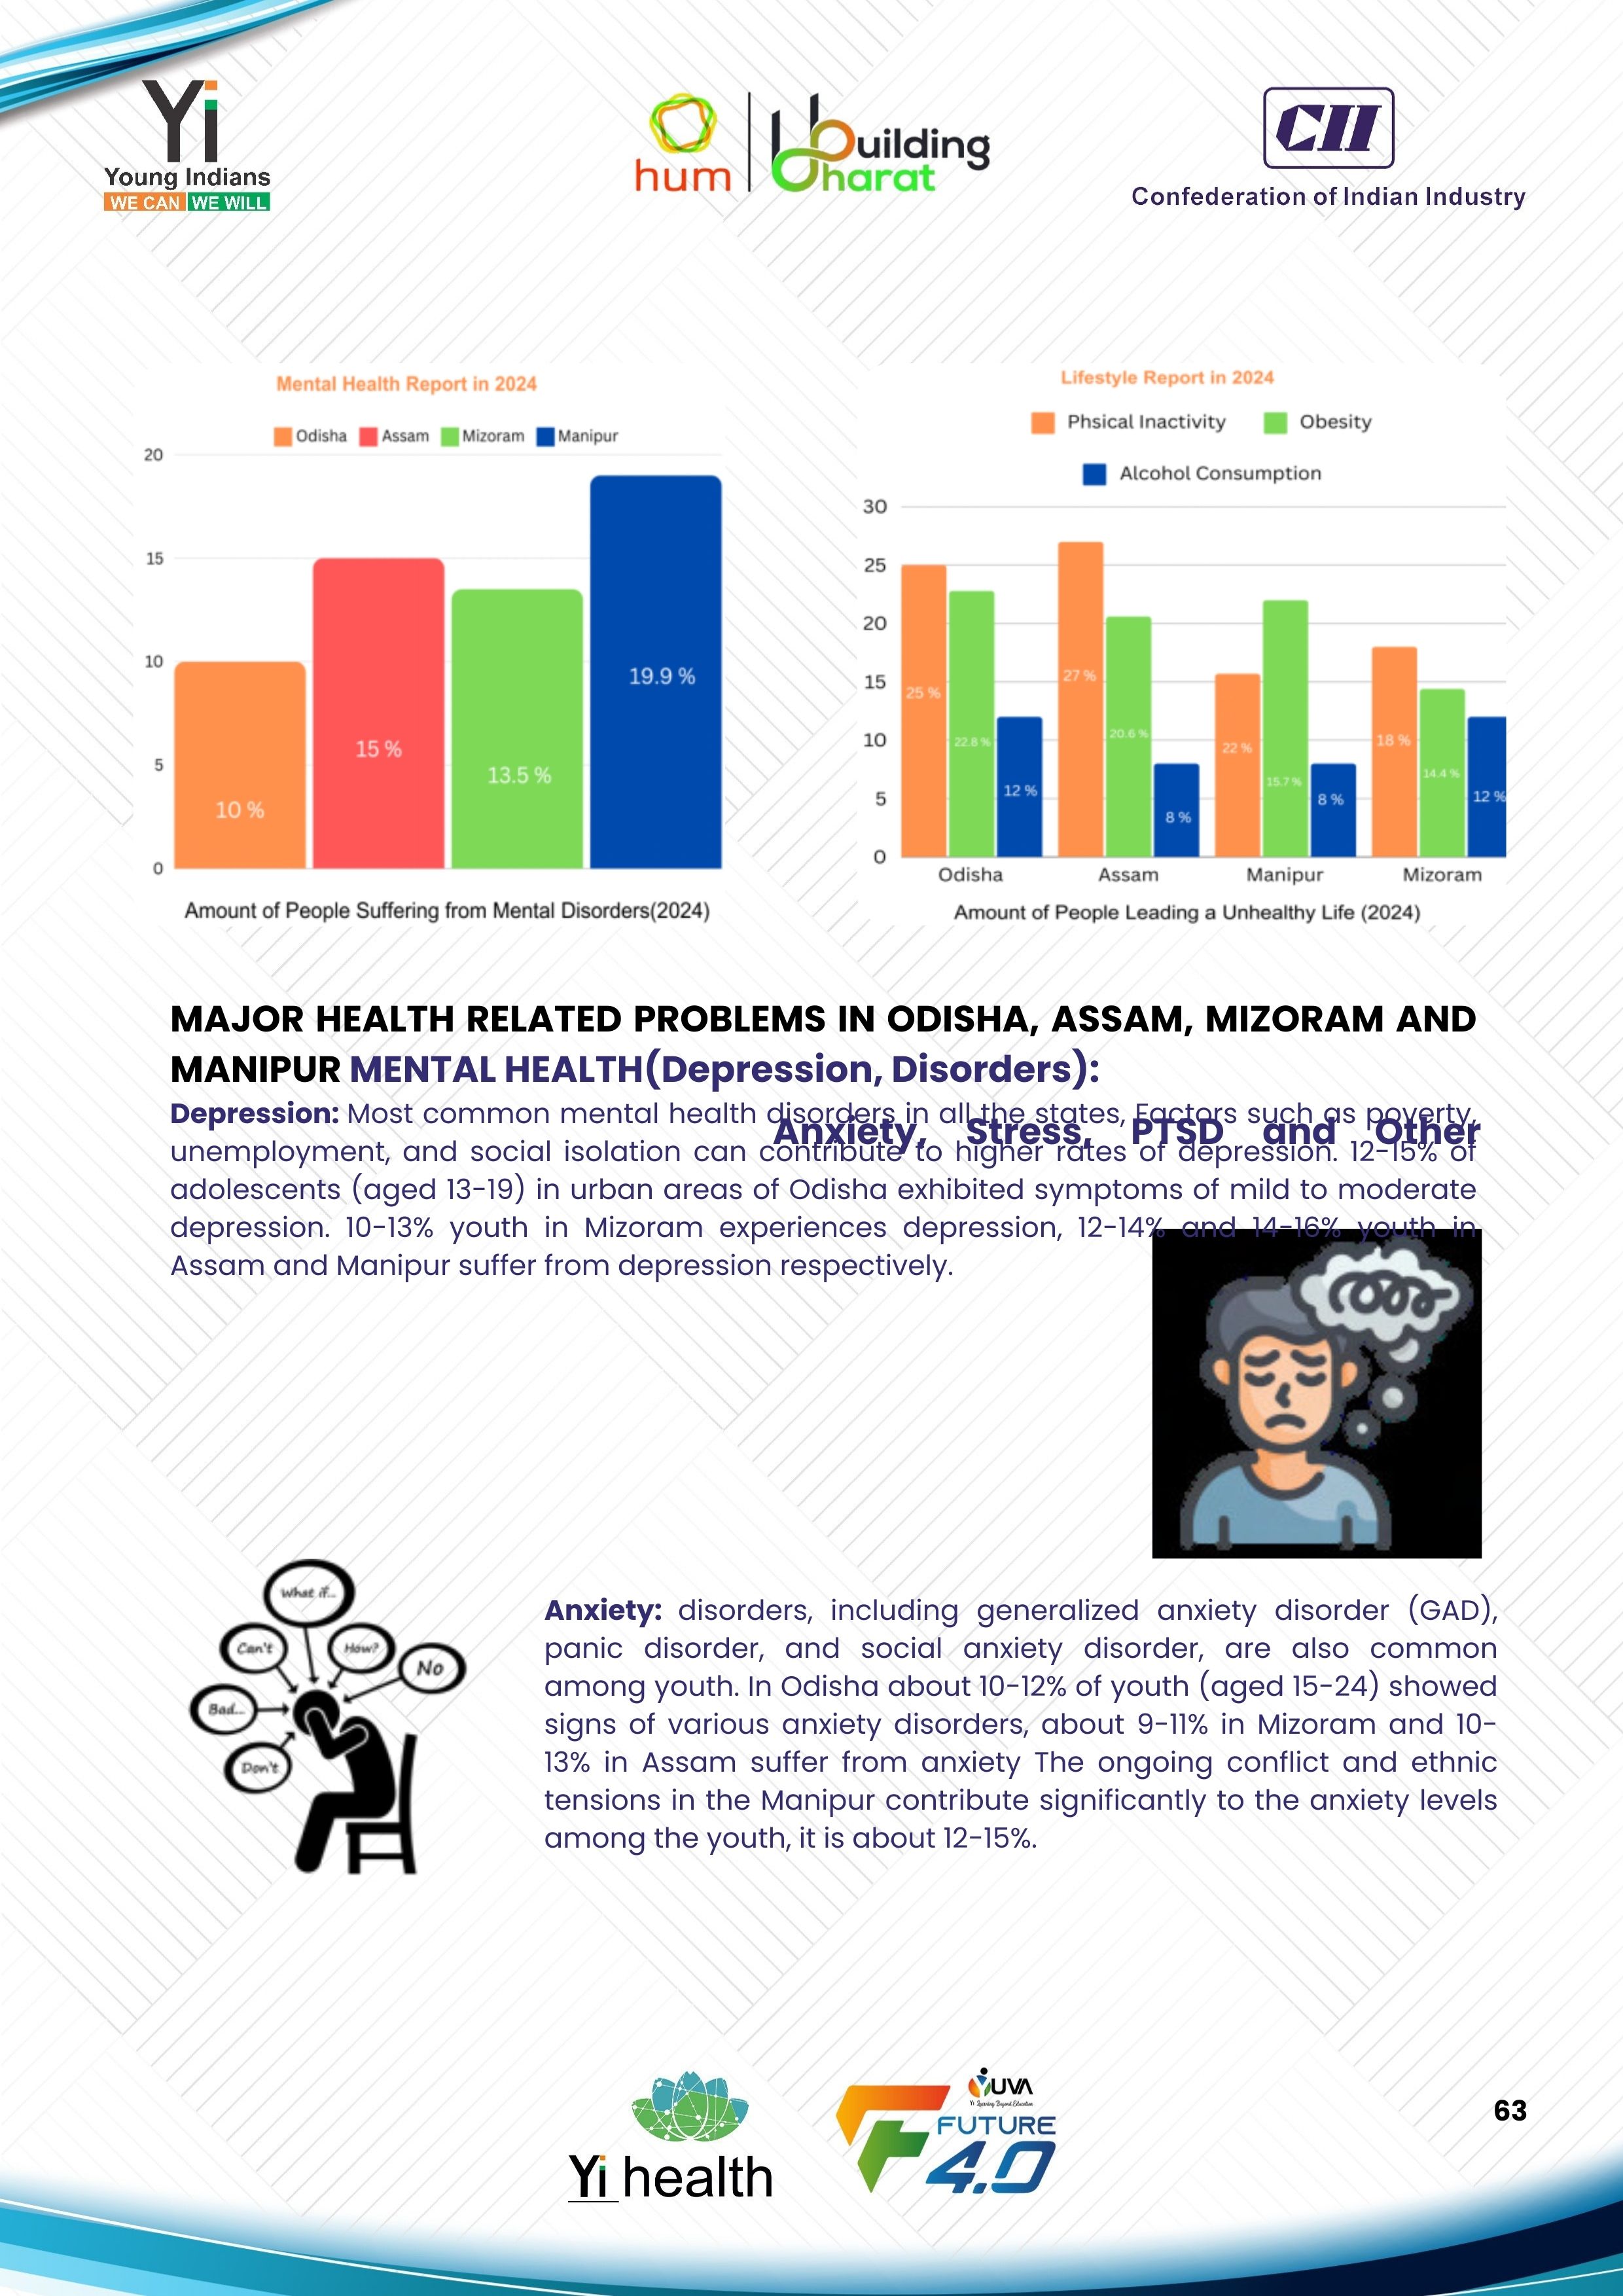 Yi
Young Indians
WE CAN WE WILL
hum
Building
Bharat
CII
Confederation of Indian Industry
Mental Health Report in 2024
Odisha Assam Mizoram Manipur
20
15
10
5
0
10 %
15 %
13.5 %
19.9 %
Amount of People Suffering from Mental Disorders(2024)
Lifestyle Report in 2024
Phsical Inactivity Obesity
Alcohol Consumption
30
25
20
15
10
5
0
25 % 22.8 % 12 %
27 % 20.6 % 8 %
22 % 15.7 % 8 %
18 % 14.4 % 12 %
Odisha Assam Manipur Mizoram
Amount of People Leading a Unhealthy Life (2024)
MAJOR HEALTH RELATED PROBLEMS IN ODISHA, ASSAM, MIZORAM AND
MANIPUR MENTAL HEALTH(Depression, Disorders):
Anxiety, Stress, PTSD and Other
Depression: Most common mental health disorders in all the states, Factors such as poverty,
unemployment, and social isolation can contribute to higher rates of depression. 12-15% of
adolescents (aged 13-19) in urban areas of Odisha exhibited symptoms of mild to moderate
depression. 10-13% youth in Mizoram experiences depression, 12-14% and 14-16% youth in
Assam and Manipur suffer from depression respectively.
What if...
Can't
How?
No
Bad...
Don't
Anxiety: disorders, including generalized anxiety disorder (GAD),
panic disorder, and social anxiety disorder, are also common
among youth. In Odisha about 10-12% of youth (aged 15-24) showed
signs of various anxiety disorders, about 9-11% in Mizoram and 10-
13% in Assam suffer from anxiety The ongoing conflict and ethnic
tensions in the Manipur contribute significantly to the anxiety levels
among the youth, it is about 12-15%.
Yi health
YUVA
Yi Learning Beyond Education
FUTURE
4.0
63